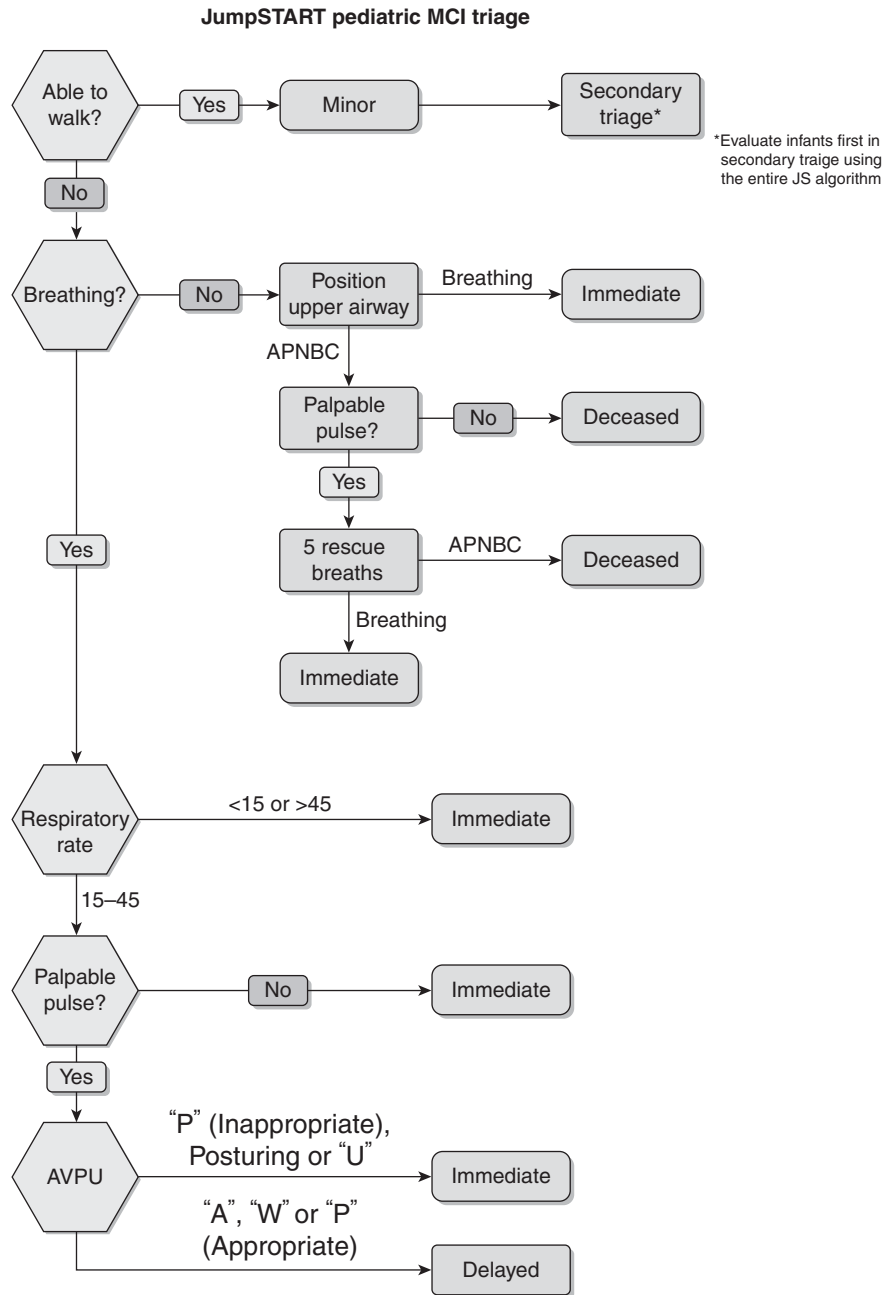 JumpSTART pediatric MCI triage
Able to
walk?
Yes
Minor
Secondary
triage*
*Evaluate infants first in
secondary traige using
the entire JS algorithm
No
Breathing?
No
Position
upper airway
Breathing
Immediate
APNBC
Palpable
pulse?
No
Deceased
Yes
5 rescue
breaths
APNBC
Deceased
Breathing
Immediate
Yes
Respiratory
rate
<15 or >45
Immediate
15–45
Palpable
pulse?
No
Immediate
Yes
AVPU
“P” (Inappropriate),
Posturing or “U”
Immediate
“A”, “W” or “P”
(Appropriate)
Delayed